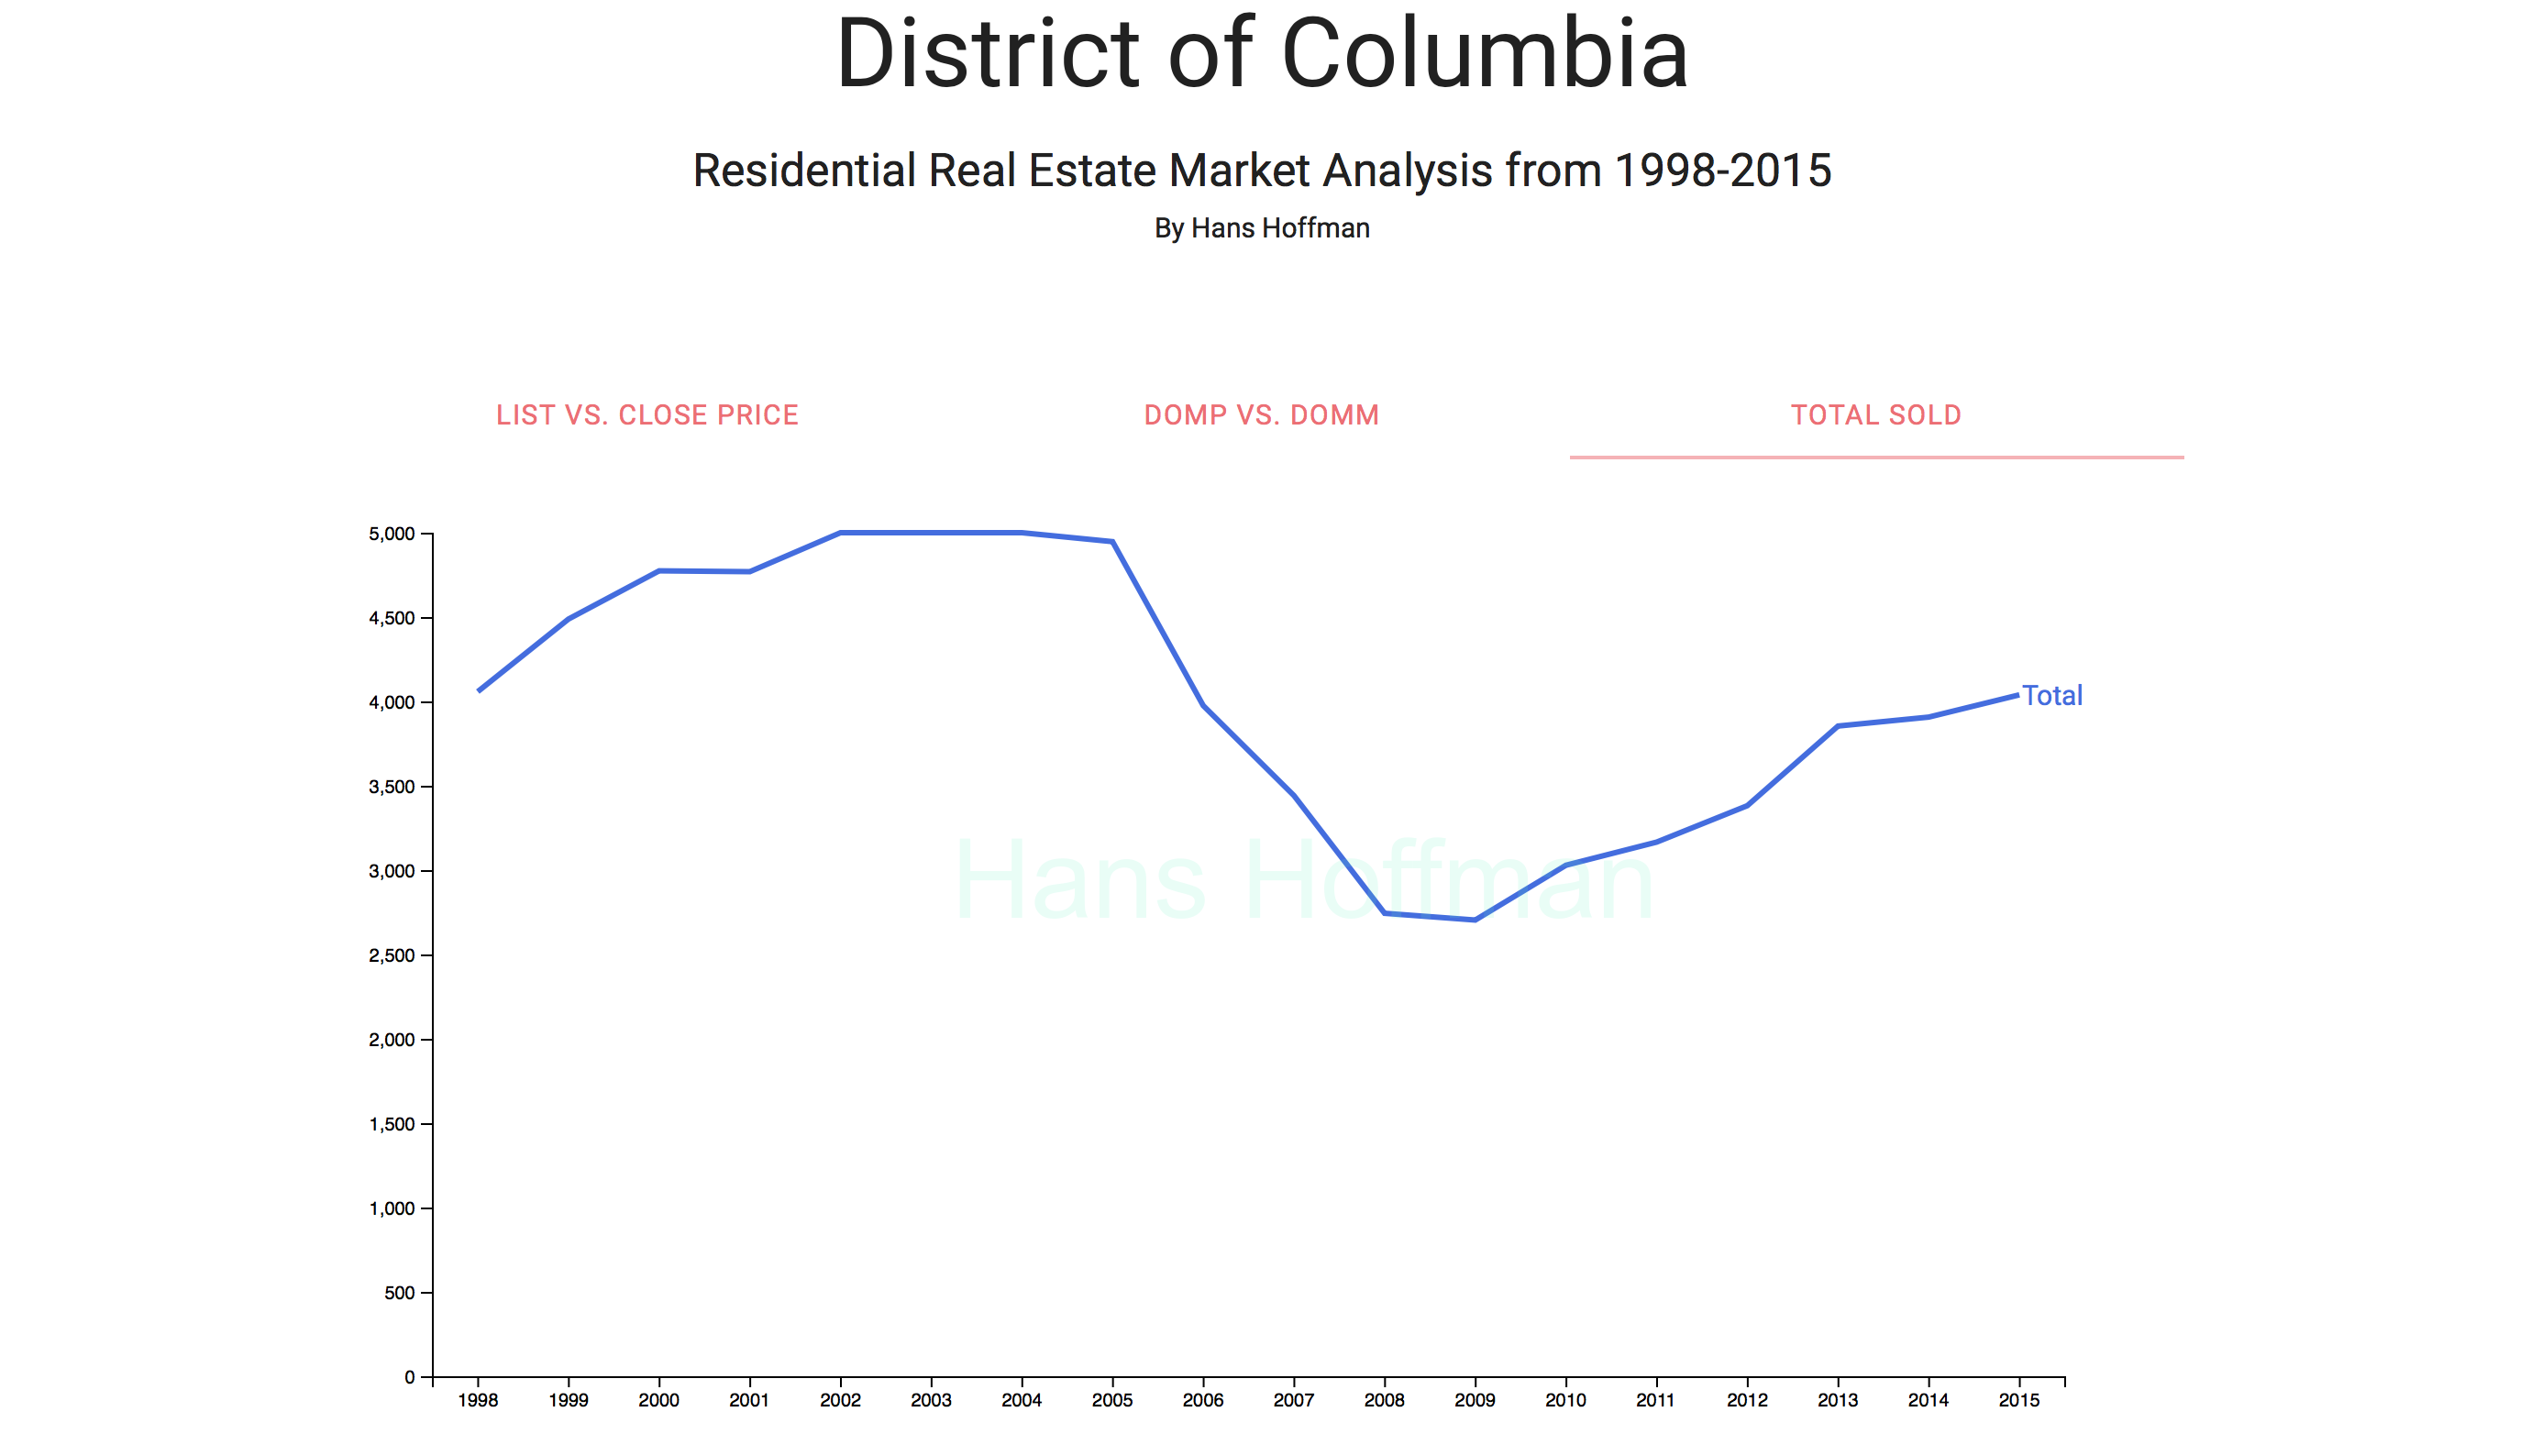 District of Columbia
Residential Real Estate Market Analysis from 1998-2015
By Hans Hoffman
LIST VS. CLOSE PRICE DOMP VS. DOMM TOTAL SOLD
5,000
4,500
4,000
Total
3,500
3,000
Hans Hoffman
2,500
2,000
1,500
1,000
500
0
1998 1999 2000 2001 2002 2003 2004 2005 2006 2007 2008 2009 2010 2011 2012 2013 2014 2015